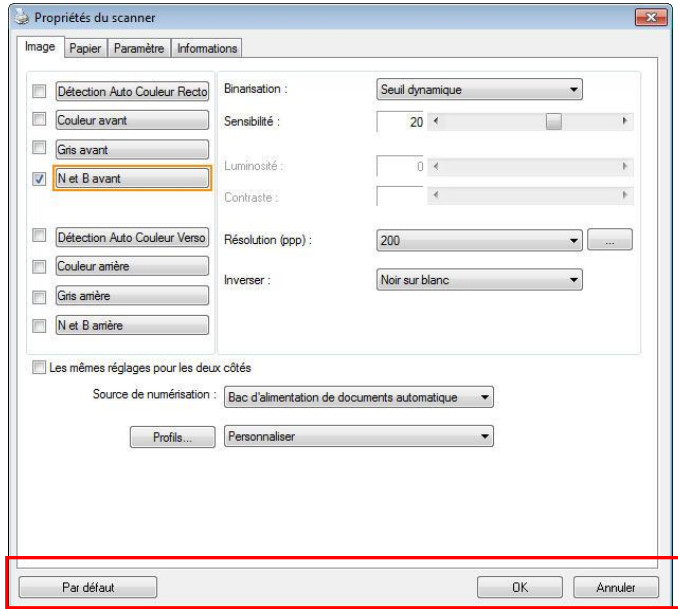 Propriétés du scanner
Image Papier Paramètre Informations
Détection Auto Couleur Recto
Couleur avant
Gris avant
N et B avant
Détection Auto Couleur Verso
Couleur arrière
Gris arrière
N et B arrière
Binarisation : Seuil dynamique
Sensibilité : 20
Luminosité : 0
Contraste :
Résolution (ppp) : 200 ...
Inverser : Noir sur blanc
Les mêmes réglages pour les deux côtés
Source de numérisation : Bac d'alimentation de documents automatique
Profils... Personnaliser
Par défaut OK Annuler